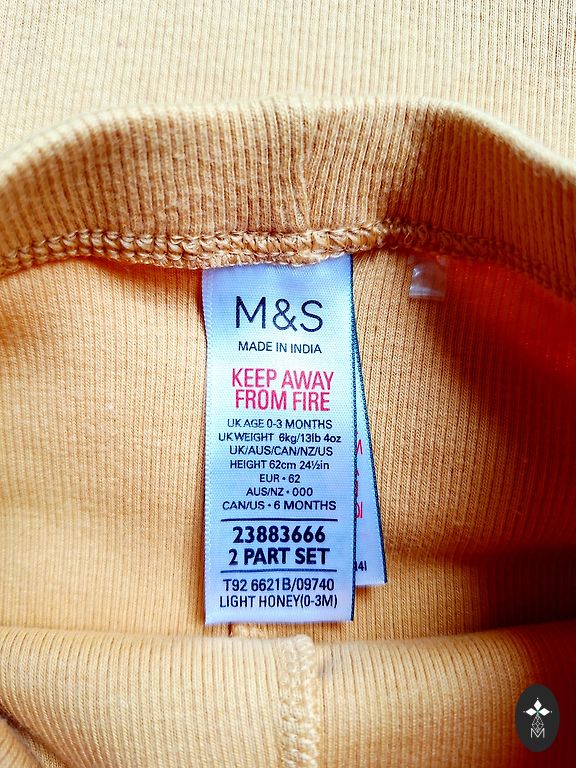 M&S
MADE IN INDIA
KEEP AWAY
FROM FIRE
UK AGE 0-3 MONTHS
UK WEIGHT 6kg/13lb 4oz
UK/AUS/CAN/NZ/US
HEIGHT 62cm 24½in
EUR • 62
AUS/NZ • 000
CAN/US • 6 MONTHS
23883666
2 PART SET
T92 6621B/09740
LIGHT HONEY(0-3M)